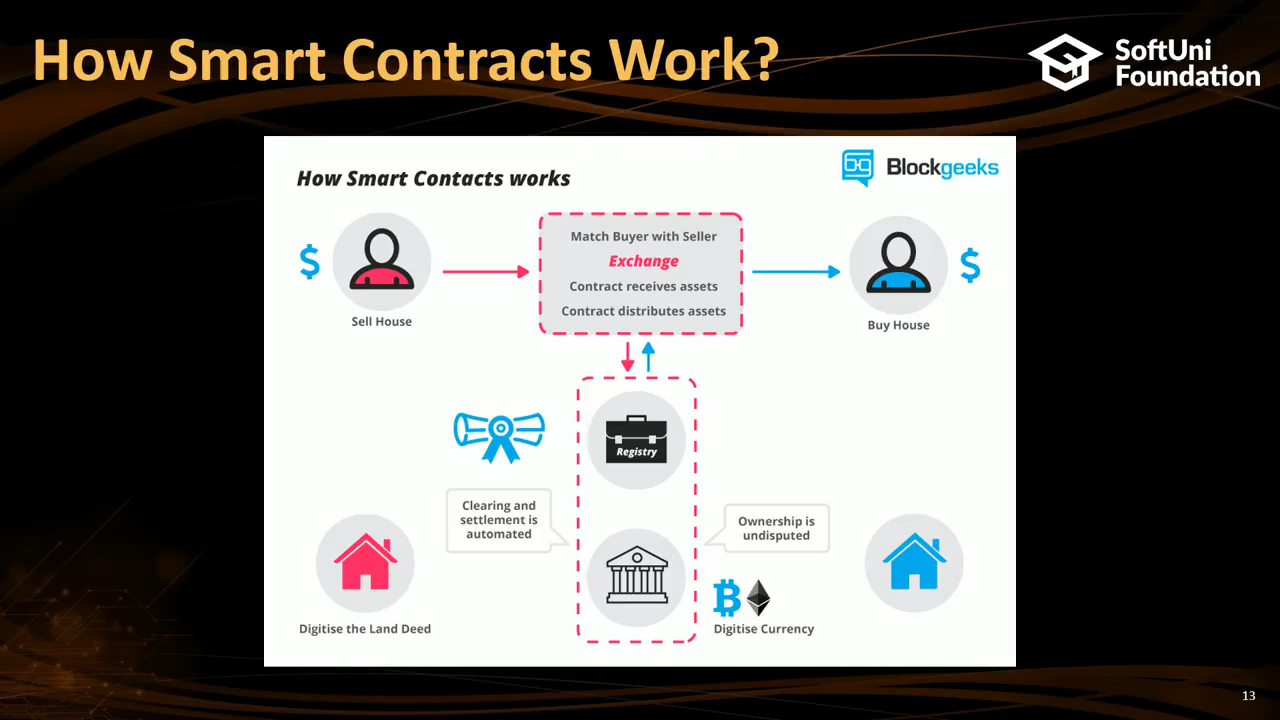 How Smart Contracts Work?
SoftUni
Foundation
How Smart Contacts works
Blockgeeks
$
Sell House
Match Buyer with Seller
Exchange
Contract receives assets
Contract distributes assets
$
Buy House
Registry
Clearing and
settlement is
automated
Ownership is
undisputed
Digitise the Land Deed
Digitise Currency
13